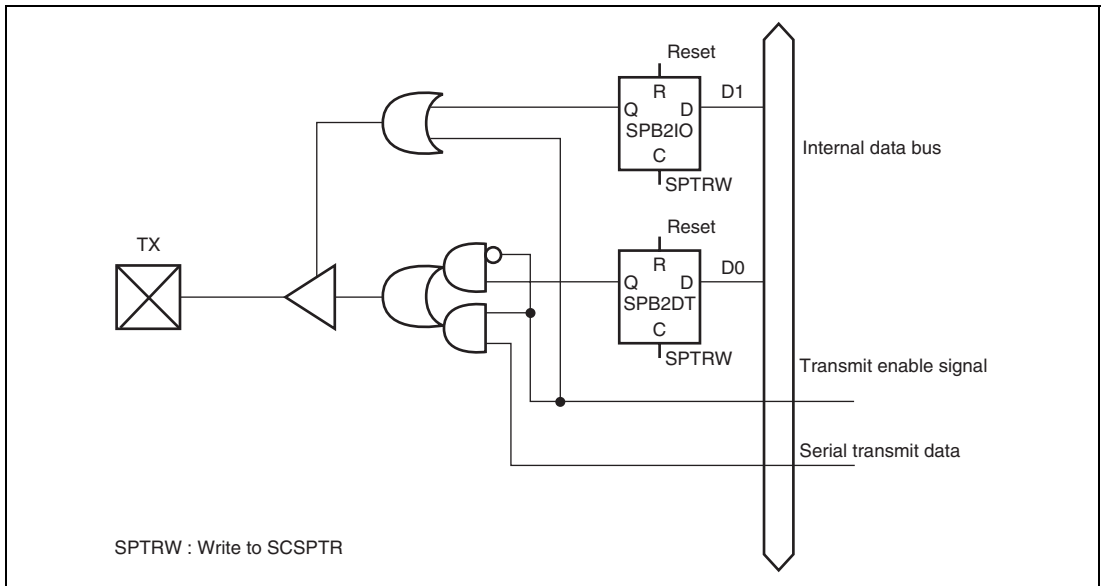 Reset
R
D1
Q D
SPB2IO
C
SPTRW
Internal data bus
Reset
TX
R
D0
Q D
SPB2DT
C
SPTRW
Transmit enable signal
Serial transmit data
SPTRW : Write to SCSPTR